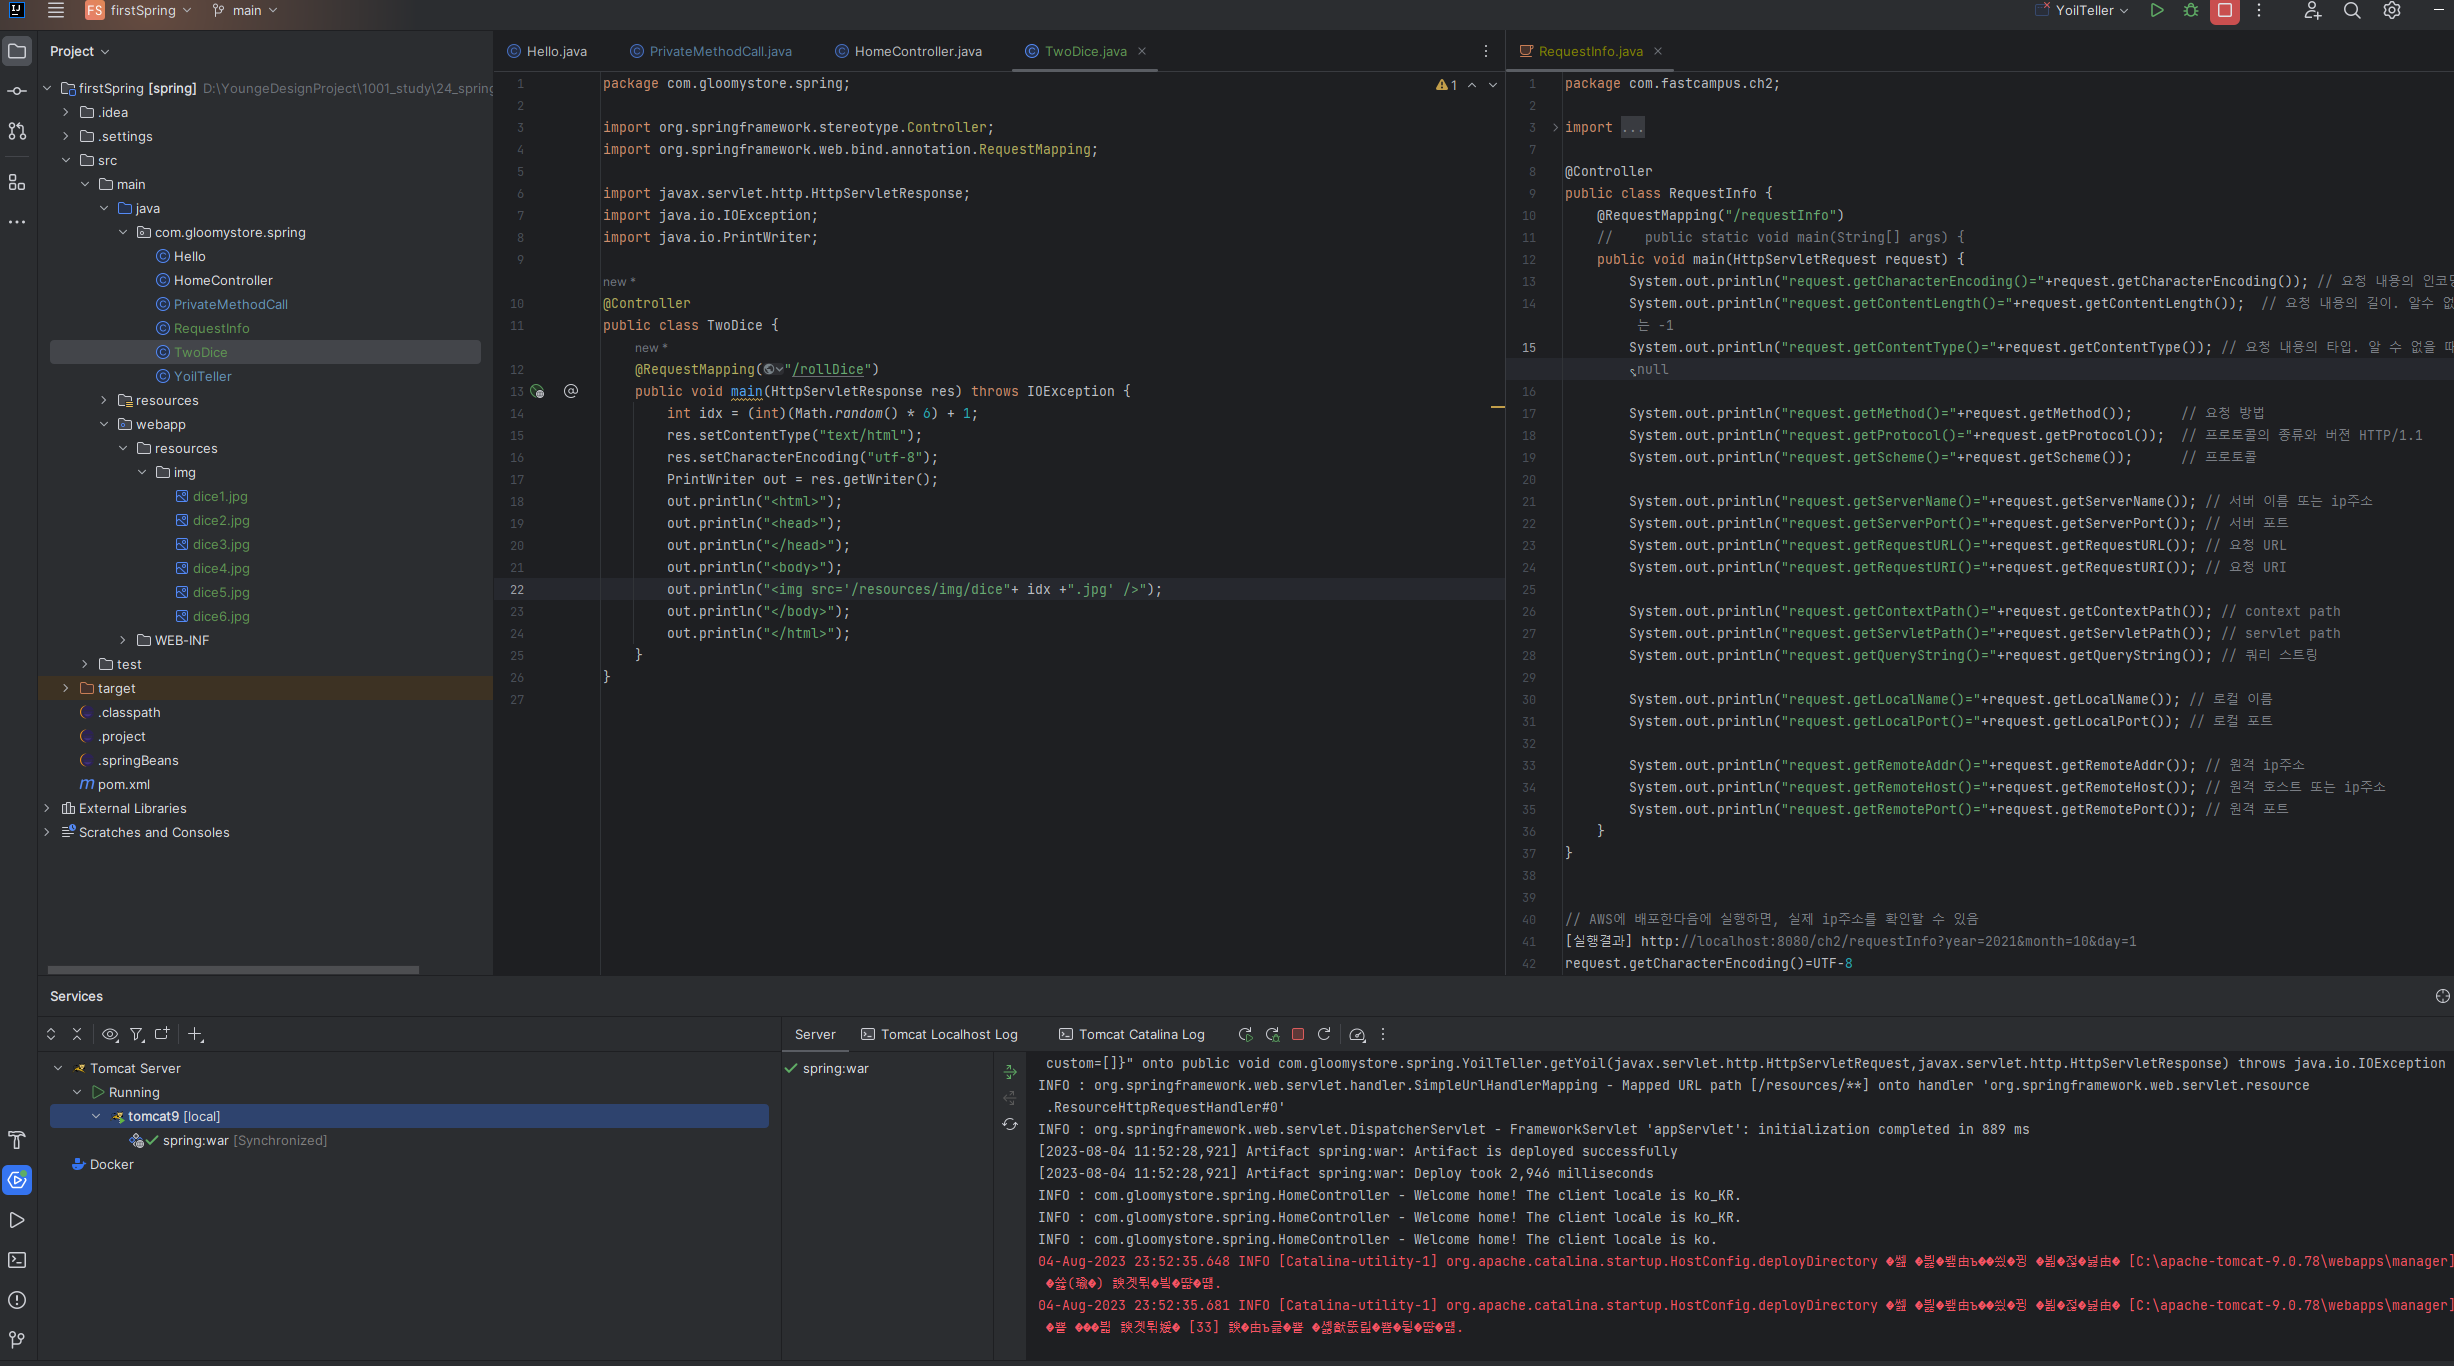 FS firstSpring main
YoilTeller
Project
firstSpring [spring] D:\YoungeDesignProject\1001_study\24_spring
.idea
.settings
src
main
java
com.gloomystore.spring
Hello
HomeController
PrivateMethodCall
RequestInfo
TwoDice
YoilTeller
resources
webapp
resources
img
dice1.jpg
dice2.jpg
dice3.jpg
dice4.jpg
dice5.jpg
dice6.jpg
WEB-INF
test
target
.classpath
.project
.springBeans
pom.xml
External Libraries
Scratches and Consoles
Hello.java PrivateMethodCall.java HomeController.java TwoDice.java
1
1 package com.gloomystore.spring;
2
3 import org.springframework.stereotype.Controller;
4 import org.springframework.web.bind.annotation.RequestMapping;
5
6 import javax.servlet.http.HttpServletResponse;
7 import java.io.IOException;
8 import java.io.PrintWriter;
9
new *
10 @Controller
11 public class TwoDice {
new *
12 @RequestMapping("/rollDice")
13 public void main(HttpServletResponse res) throws IOException {
14 int idx = (int)(Math.random() * 6) + 1;
15 res.setContentType("text/html");
16 res.setCharacterEncoding("utf-8");
17 PrintWriter out = res.getWriter();
18 out.println("<html>");
19 out.println("<head>");
20 out.println("</head>");
21 out.println("<body>");
22 out.println("<img src='/resources/img/dice"+ idx +".jpg' />");
23 out.println("</body>");
24 out.println("</html>");
25 }
26 }
27
RequestInfo.java
1 package com.fastcampus.ch2;
2
3 import ...
7
8 @Controller
9 public class RequestInfo {
10 @RequestMapping("/requestInfo")
11 // public static void main(String[] args) {
12 public void main(HttpServletRequest request) {
13 System.out.println("request.getCharacterEncoding()="+request.getCharacterEncoding()); // 요청 내용의 인코딩
14 System.out.println("request.getContentLength()="+request.getContentLength()); // 요청 내용의 길이. 알수 없
는 -1
15 System.out.println("request.getContentType()="+request.getContentType()); // 요청 내용의 타입. 알 수 없을 때
null
16
17 System.out.println("request.getMethod()="+request.getMethod()); // 요청 방법
18 System.out.println("request.getProtocol()="+request.getProtocol()); // 프로토콜의 종류와 버젼 HTTP/1.1
19 System.out.println("request.getScheme()="+request.getScheme()); // 프로토콜
20
21 System.out.println("request.getServerName()="+request.getServerName()); // 서버 이름 또는 ip주소
22 System.out.println("request.getServerPort()="+request.getServerPort()); // 서버 포트
23 System.out.println("request.getRequestURL()="+request.getRequestURL()); // 요청 URL
24 System.out.println("request.getRequestURI()="+request.getRequestURI()); // 요청 URI
25
26 System.out.println("request.getContextPath()="+request.getContextPath()); // context path
27 System.out.println("request.getServletPath()="+request.getServletPath()); // servlet path
28 System.out.println("request.getQueryString()="+request.getQueryString()); // 쿼리 스트링
29
30 System.out.println("request.getLocalName()="+request.getLocalName()); // 로컬 이름
31 System.out.println("request.getLocalPort()="+request.getLocalPort()); // 로컬 포트
32
33 System.out.println("request.getRemoteAddr()="+request.getRemoteAddr()); // 원격 ip주소
34 System.out.println("request.getRemoteHost()="+request.getRemoteHost()); // 원격 호스트 또는 ip주소
35 System.out.println("request.getRemotePort()="+request.getRemotePort()); // 원격 포트
36 }
37 }
38
39
40 // AWS에 배포한다음에 실행하면, 실제 ip주소를 확인할 수 있음
41 [실행결과] http://localhost:8080/ch2/requestInfo?year=2021&month=10&day=1
42 request.getCharacterEncoding()=UTF-8
Services
Tomcat Server
Running
tomcat9 [local]
spring:war [Synchronized]
Docker
Server Tomcat Localhost Log Tomcat Catalina Log
spring:war
custom=[]}" onto public void com.gloomystore.spring.YoilTeller.getYoil(javax.servlet.http.HttpServletRequest,javax.servlet.http.HttpServletResponse) throws java.io.IOException
INFO : org.springframework.web.servlet.handler.SimpleUrlHandlerMapping - Mapped URL path [/resources/**] onto handler 'org.springframework.web.servlet.resource
.ResourceHttpRequestHandler#0'
INFO : org.springframework.web.servlet.DispatcherServlet - FrameworkServlet 'appServlet': initialization completed in 889 ms
[2023-08-04 11:52:28,921] Artifact spring:war: Artifact is deployed successfully
[2023-08-04 11:52:28,921] Artifact spring:war: Deploy took 2,946 milliseconds
INFO : com.gloomystore.spring.HomeController - Welcome home! The client locale is ko_KR.
INFO : com.gloomystore.spring.HomeController - Welcome home! The client locale is ko_KR.
INFO : com.gloomystore.spring.HomeController - Welcome home! The client locale is ko.
04-Aug-2023 23:52:35.648 INFO [Catalina-utility-1] org.apache.catalina.startup.HostConfig.deployDirectory [C:\apache-tomcat-9.0.78\webapps\manager]
04-Aug-2023 23:52:35.681 INFO [Catalina-utility-1] org.apache.catalina.startup.HostConfig.deployDirectory [C:\apache-tomcat-9.0.78\webapps\manager]
[33]